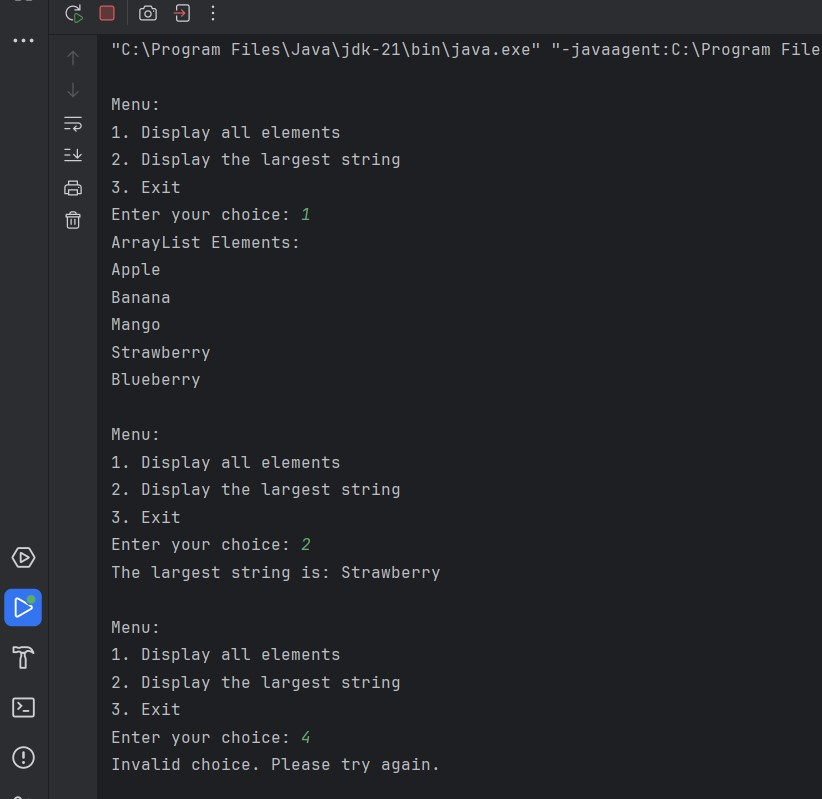 "C:\Program Files\Java\jdk-21\bin\java.exe" "-javaagent:C:\Program File
Menu:
1. Display all elements
2. Display the largest string
3. Exit
Enter your choice: 1
ArrayList Elements:
Apple
Banana
Mango
Strawberry
Blueberry
Menu:
1. Display all elements
2. Display the largest string
3. Exit
Enter your choice: 2
The largest string is: Strawberry
Menu:
1. Display all elements
2. Display the largest string
3. Exit
Enter your choice: 4
Invalid choice. Please try again.